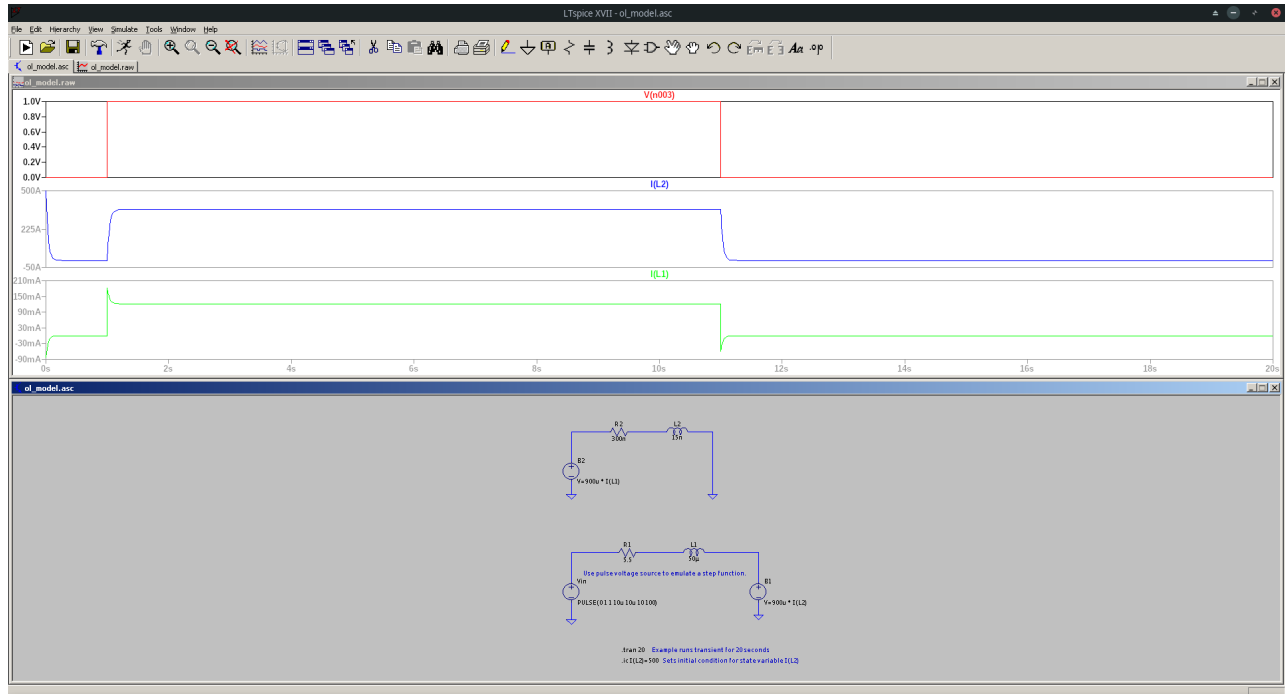 LTspice XVII - ol_model.asc
File Edit Hierarchy View Simulate Tools Window Help
Aa .op
ol_model.asc ol_model.raw
ol_model.raw
V(n003)
1.0V
0.8V
0.6V
0.4V
0.2V
0.0V
I(L2)
500A
225A
-50A
I(L1)
210mA
150mA
90mA
30mA
-30mA
-90mA
0s 2s 4s 6s 8s 10s 12s 14s 16s 18s 20s
ol_model.asc
R2 L2
300n 15n
B2
V=900u * I(L1)
R1 L1
5.5 50µ
Use pulse voltage source to emulate a step function.
Vin B1
PULSE(0 1 1 10u 10u 10 100) V=900u * I(L2)
.tran 20 Example runs transient for 20 seconds
.ic I(L2)=500 Sets initial condition for state variable I(L2)